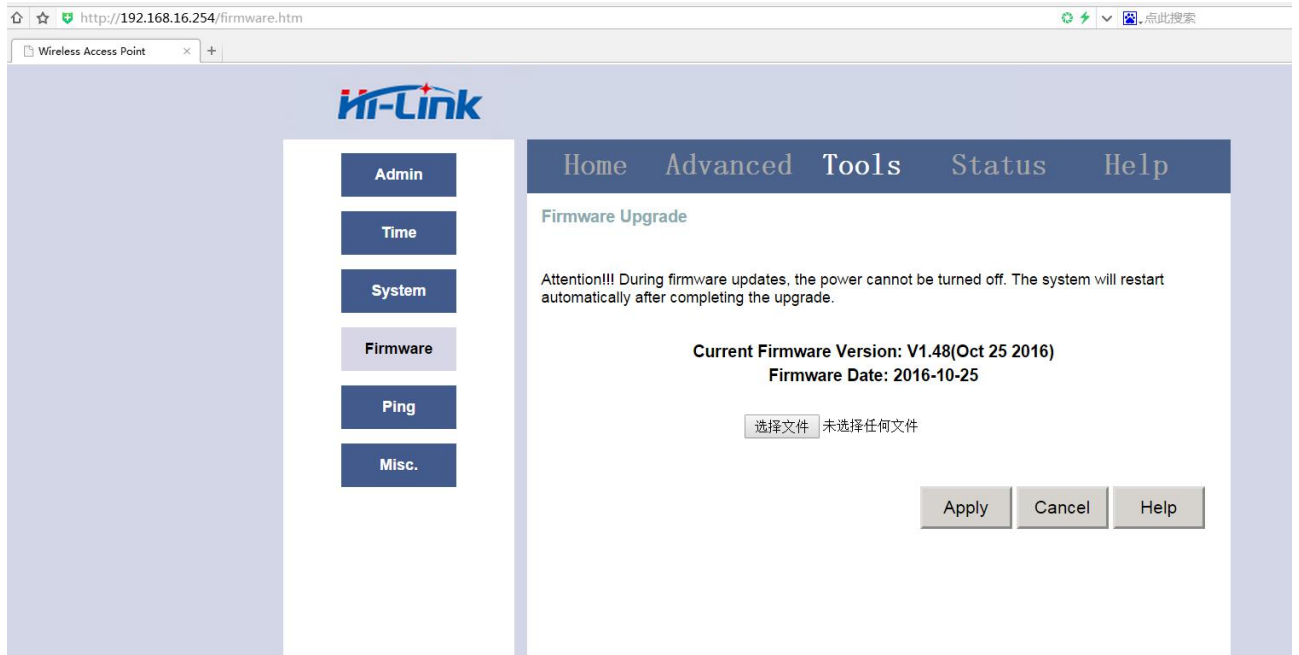 http://192.168.16.254/firmware.htm
点此搜索
Wireless Access Point × +
Hi-Link
Home Advanced Tools Status Help
Admin
Time
System
Firmware
Ping
Misc.
Firmware Upgrade
Attention!!! During firmware updates, the power cannot be turned off. The system will restart
automatically after completing the upgrade.
Current Firmware Version: V1.48(Oct 25 2016)
Firmware Date: 2016-10-25
选择文件 未选择任何文件
Apply Cancel Help